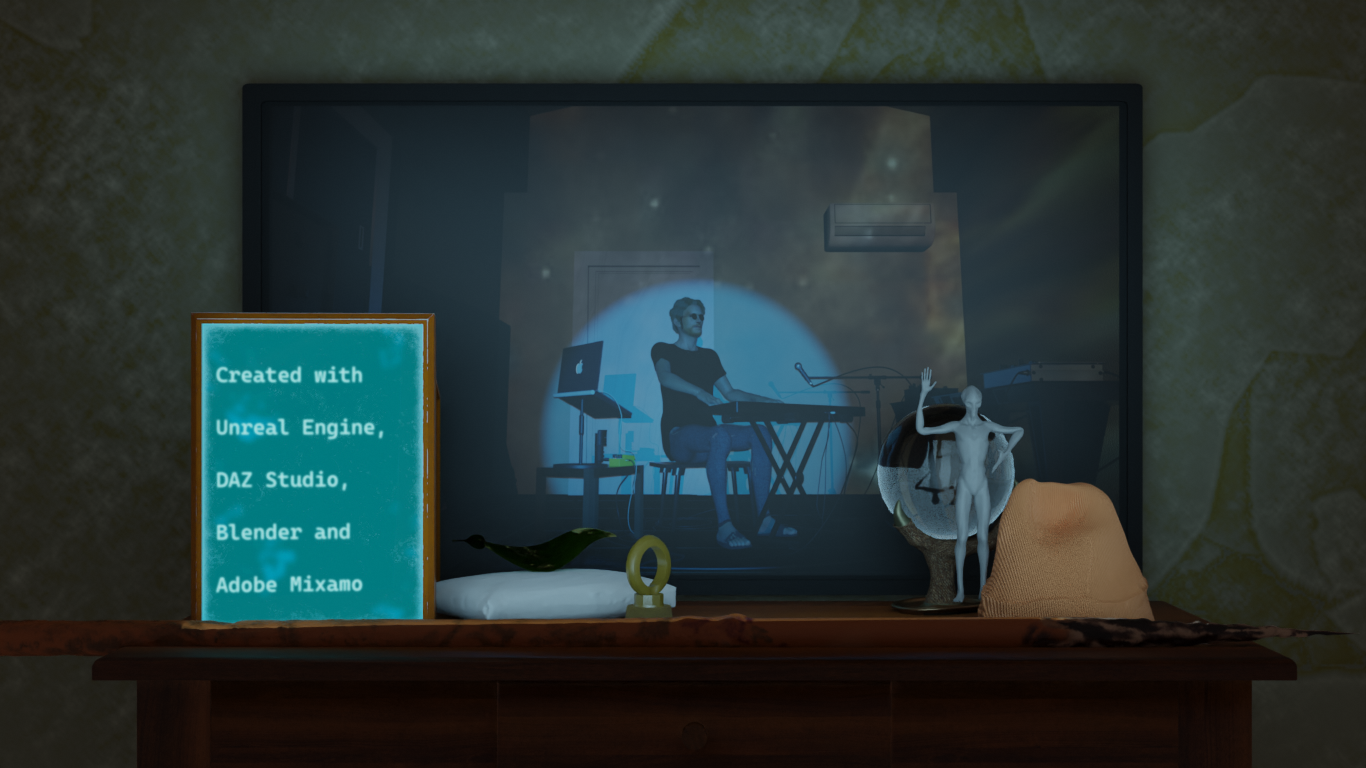 Created with
Unreal Engine,
DAZ Studio,
Blender and
Adobe Mixamo